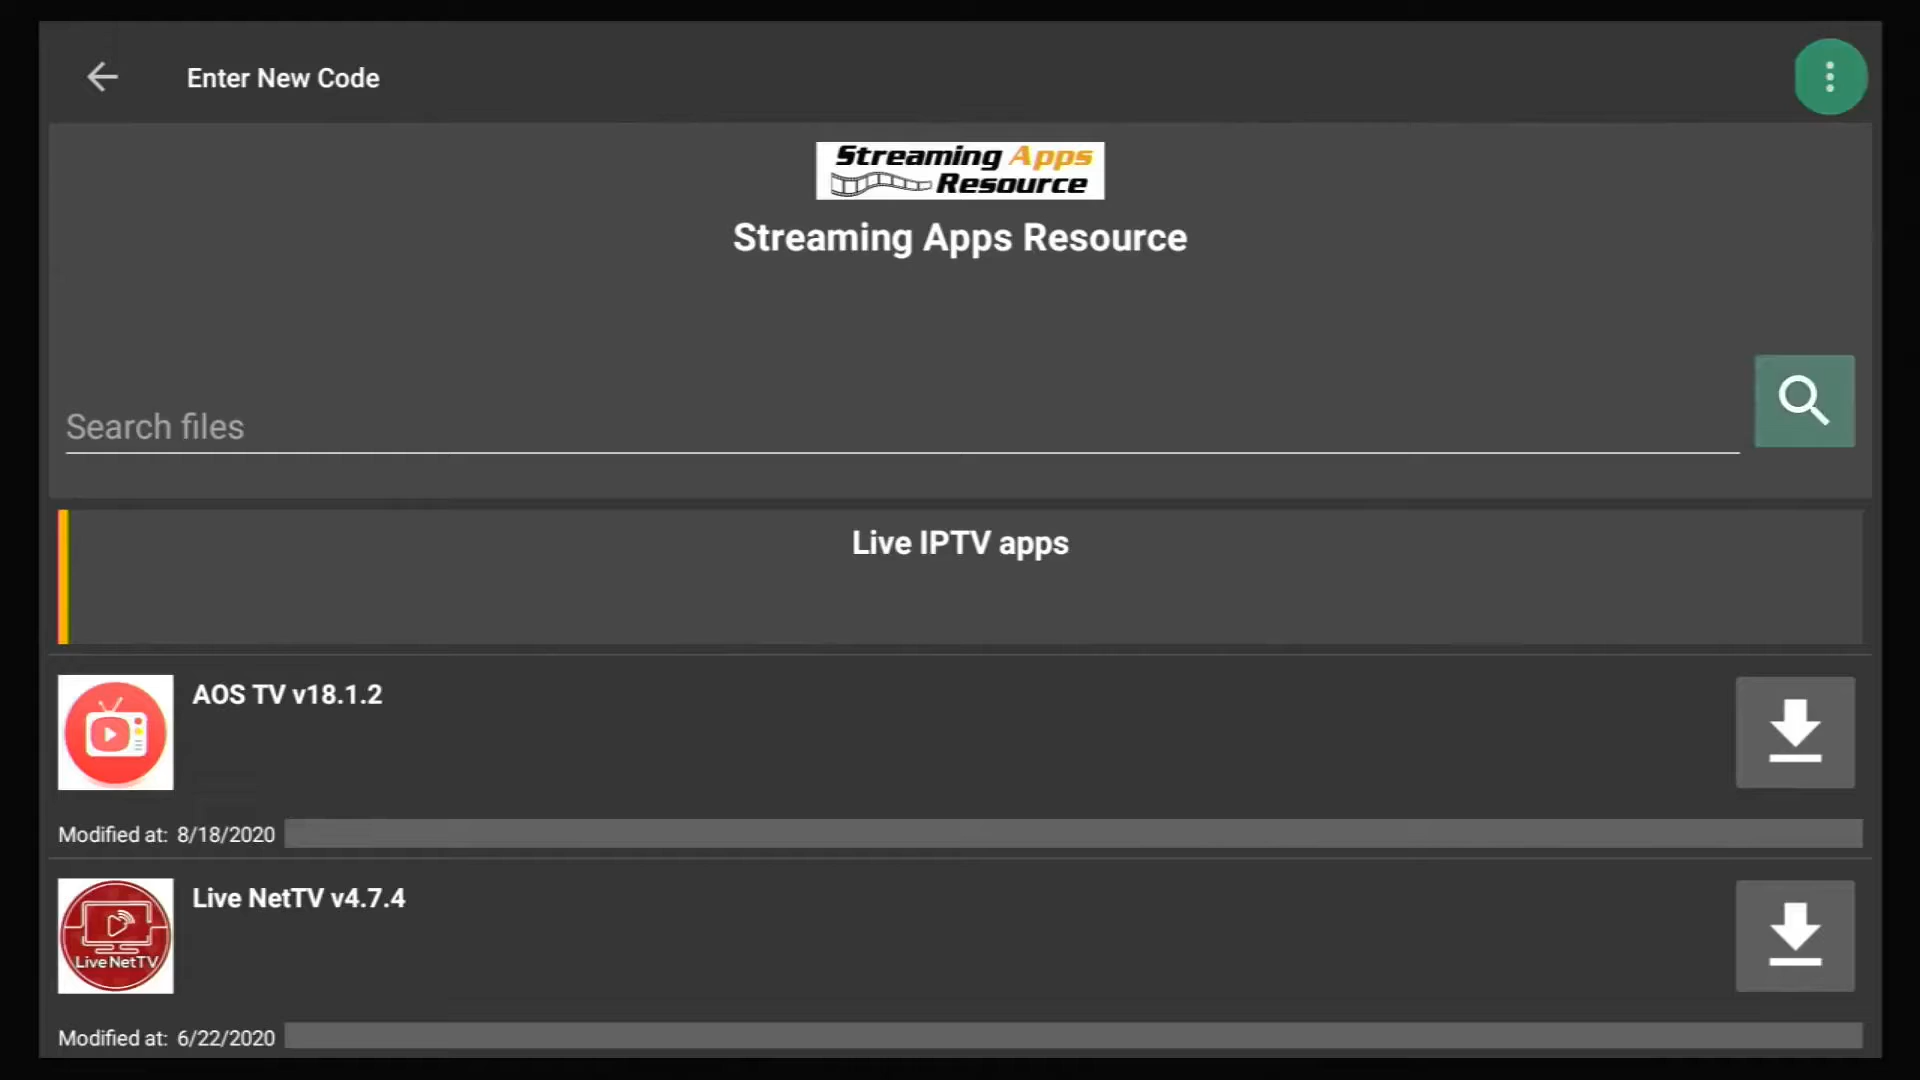 Enter New Code
Streaming Apps
Resource
Streaming Apps Resource
Search files
Live IPTV apps
AOS TV v18.1.2
Modified at: 8/18/2020
Live NetTV v4.7.4
Live NetTV
Modified at: 6/22/2020